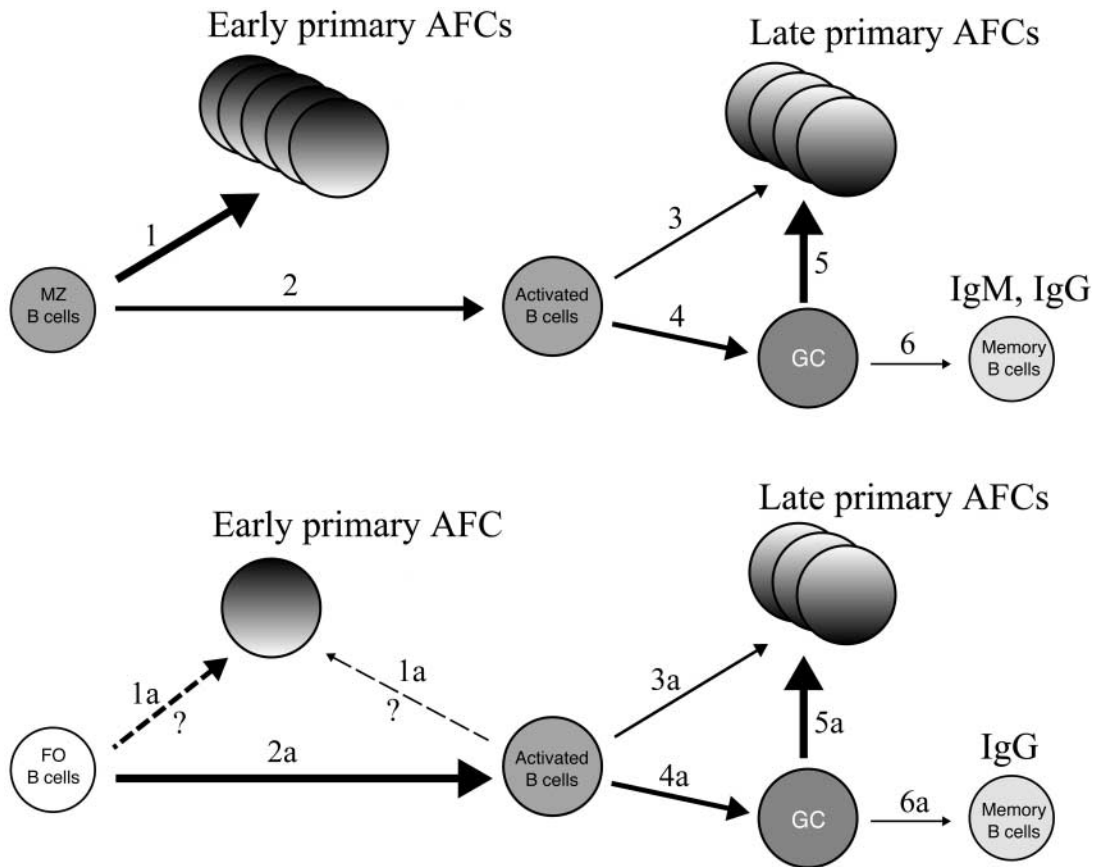 Early primary AFCs
Late primary AFCs
1
3
2
5
MZ
B cells
Activated
B cells
IgM, IgG
4
GC
6
Memory
B cells
Late primary AFCs
Early primary AFC
1a
?
1a
?
3a
5a
FO
B cells
2a
Activated
B cells
IgG
4a
GC
6a
Memory
B cells